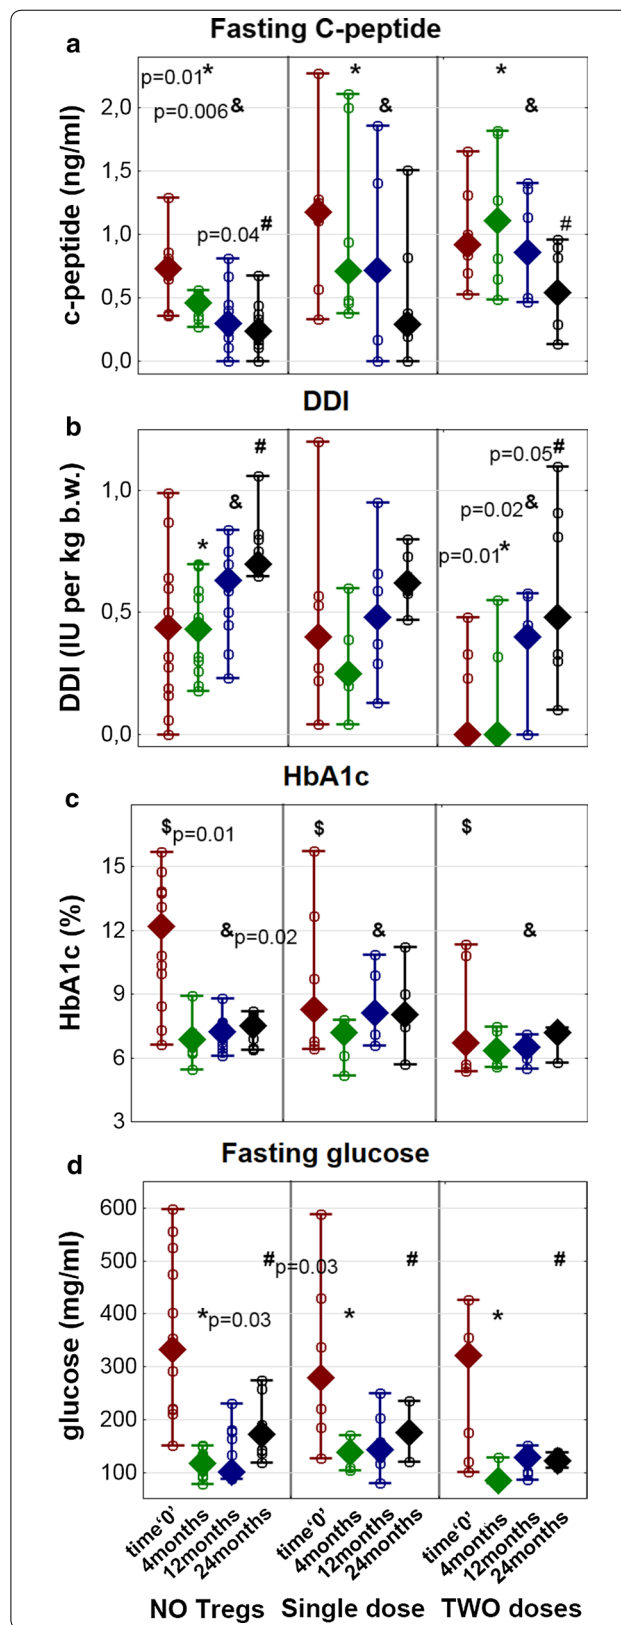 Fasting C-peptide
a
p=0.01* * *
p=0.006& & &
p=0.04# #
c-peptide (ng/ml)
2,0
1,5
1,0
0,5
0,0
DDI
b
# p=0.05#
& p=0.02&
* p=0.01*
DDI (IU per kg b.w.)
1,0
0,5
0,0
HbA1c
c
$p=0.01 $ $
&p=0.02 & &
HbA1c (%)
15
12
9
6
3
Fasting glucose
d
#p=0.03 # #
*p=0.03 * *
glucose (mg/ml)
600
500
400
300
200
100
time‘0’ 4months 12months 24months time‘0’ 4months 12months 24months time‘0’ 4months 12months 24months
NO Tregs Single dose TWO doses